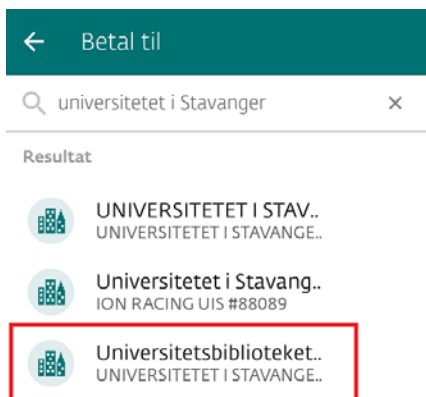 Betal til
universitetet i Stavanger
Resultat
UNIVERSITETET I STAV..
UNIVERSITETET I STAVANGE..
Universitetet i Stavang..
ION RACING UIS #88089
Universitetsbiblioteket..
UNIVERSITETET I STAVANGE..